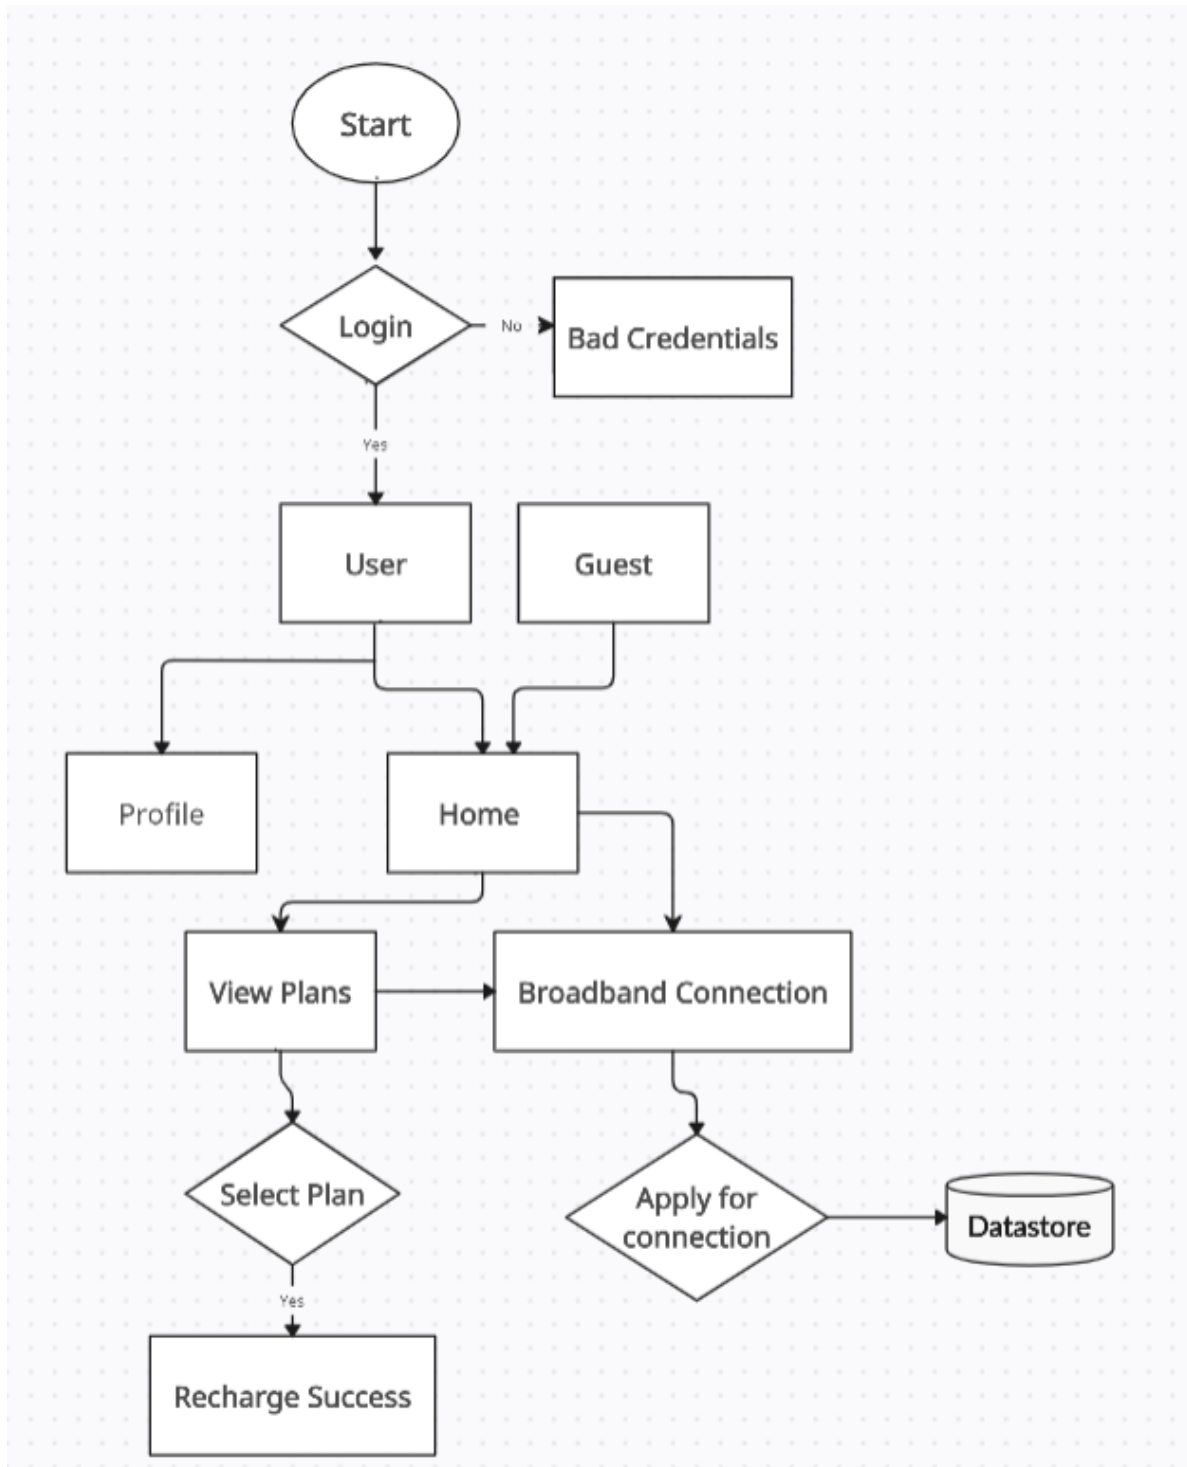 Start
Login
No
Bad Credentials
Yes
User
Guest
Profile
Home
View Plans
Broadband Connection
Select Plan
Apply for
connection
Datastore
Yes
Recharge Success